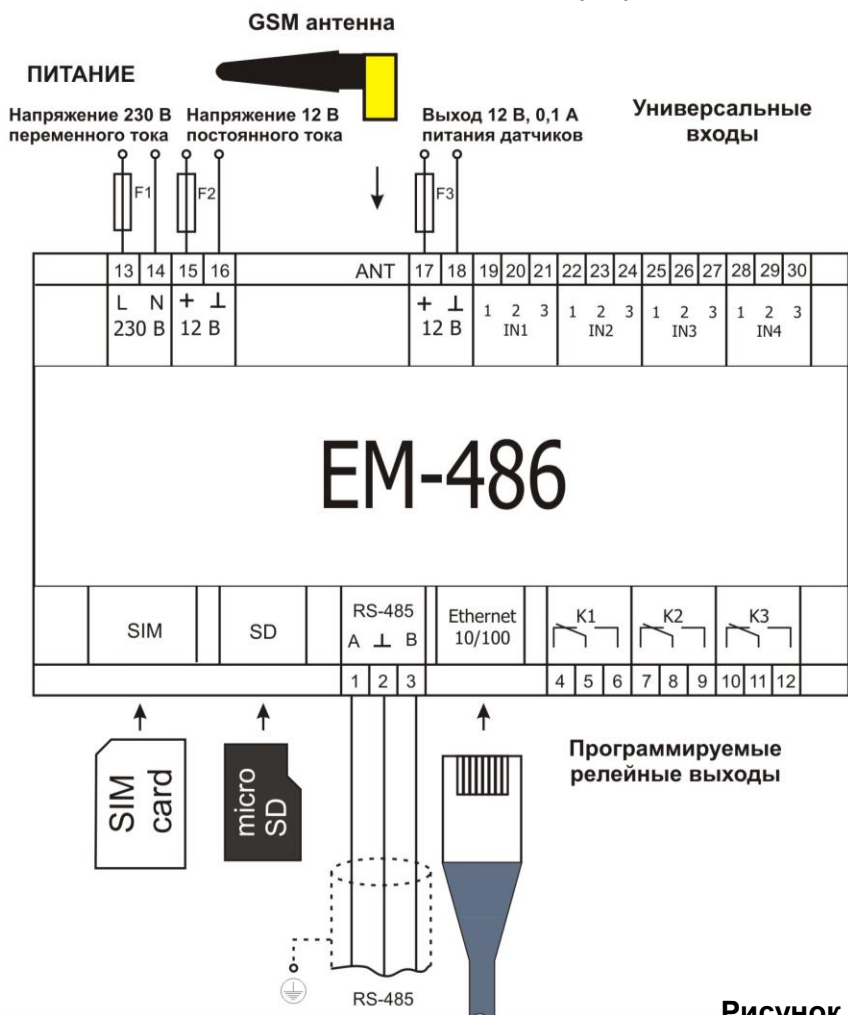 GSM антенна
ПИТАНИЕ
Напряжение 230 В
переменного тока
Напряжение 12 В
постоянного тока
Выход 12 В, 0,1 А
питания датчиков
Универсальные
входы
F1
F2
F3
13 14 15 16 ANT 17 18 19 20 21 22 23 24 25 26 27 28 29 30
L N
230 В
+ ⊥
12 В
+ ⊥
12 В
1 2 3
IN1
1 2 3
IN2
1 2 3
IN3
1 2 3
IN4
EM-486
SIM
SD
RS-485
A ⊥ B
Ethernet
10/100
K1
K2
K3
1 2 3 4 5 6 7 8 9 10 11 12
SIM
card
micro
SD
Программируемые
релейные выходы
RS-485
Рисунок